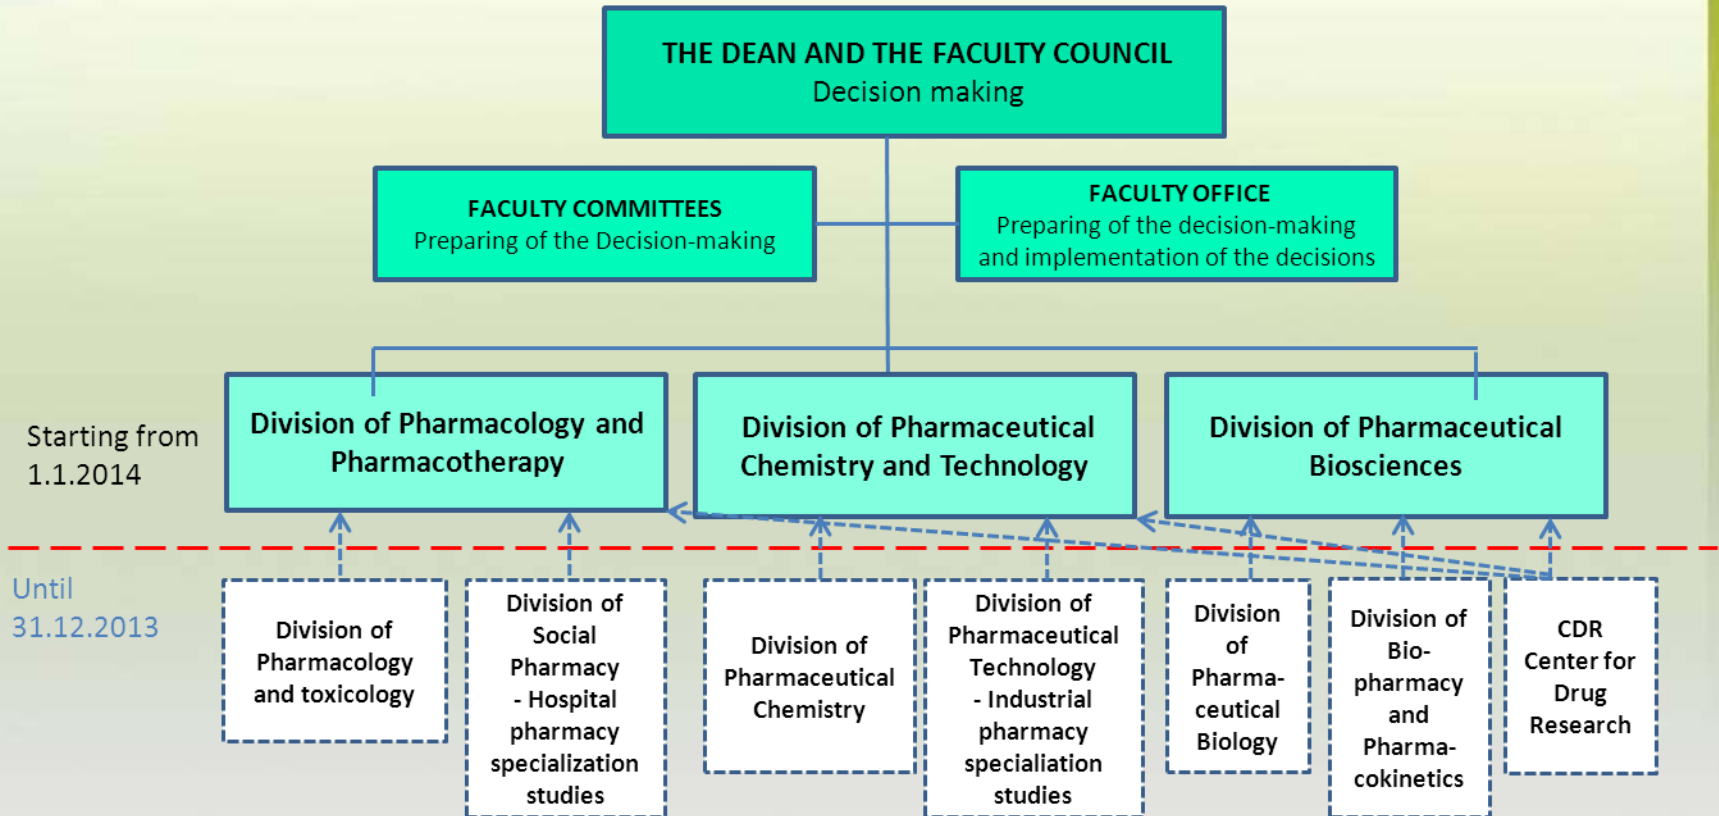 THE DEAN AND THE FACULTY COUNCIL
Decision making
FACULTY COMMITTEES
Preparing of the Decision-making
FACULTY OFFICE
Preparing of the decision-making
and implementation of the decisions
Starting from
1.1.2014
Division of Pharmacology and
Pharmacotherapy
Division of Pharmaceutical
Chemistry and Technology
Division of Pharmaceutical
Biosciences
Until
31.12.2013
Division of
Pharmacology
and toxicology
Division of
Social
Pharmacy
- Hospital
pharmacy
specialization
studies
Division of
Pharmaceutical
Chemistry
Division of
Pharmaceutical
Technology
- Industrial
pharmacy
specialiation
studies
Division
of
Pharma-
ceutical
Biology
Division of
Bio-
pharmacy
and
Pharma-
cokinetics
CDR
Center for
Drug
Research